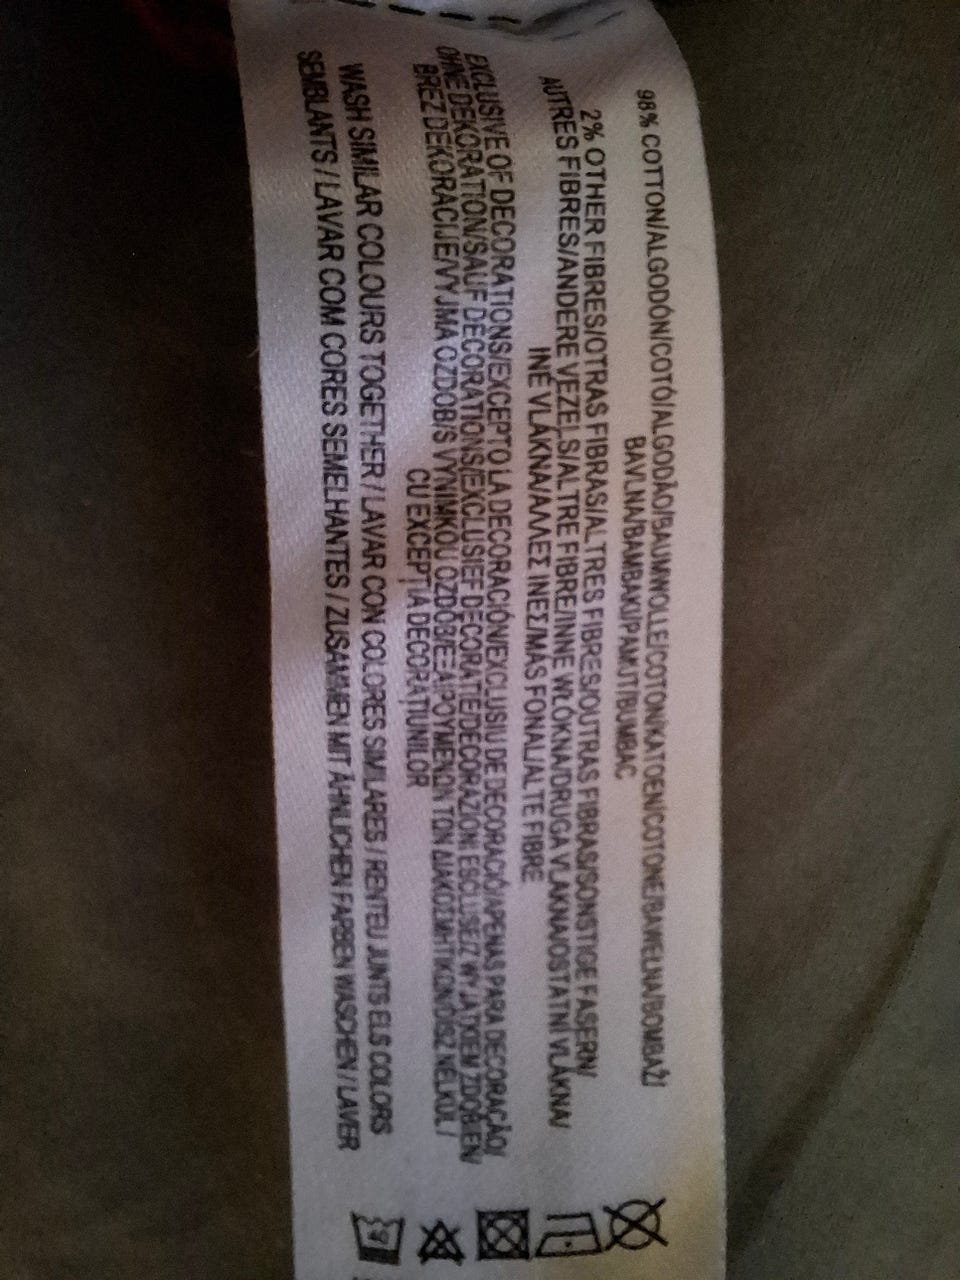 98% COTTON/ALGODÓN/COTÓ/ALGODÃO/BAUMWOLLE/COTON/KATOEN/COTONE/BAWEŁNA/BOMBAŽ/
BAVLNA/BAMBAKI/PAMUT/BUMBAC
2% OTHER FIBRES/OTRAS FIBRAS/ALTRES FIBRES/OUTRAS FIBRAS/SONSTIGE FASERN/
AUTRES FIBRES/ANDERE VEZELS/ALTRE FIBRE/INNE WŁÓKNA/DRUGA VLAKNA/OSTATNÍ VLÁKNA/
INÉ VLÁKNA/ΑΛΛΕΣ ΙΝΕΣ/MÁS FONAL/ALTE FIBRE
EXCLUSIVE OF DECORATIONS/EXCEPTO LA DECORACIÓN/EXCLUSIU DE DECORACIÓ/APENAS PARA DECORAÇÃO/
OHNE DEKORATION/SAUF DÉCORATIONS/EXCLUSIEF DECORATIE/DECORAZIONI ESCLUSE/Z WYJĄTKIEM ZDOBIEŃ/
BREZ DEKORACIJE/VYJMA OZDOB/S VÝNIMKOU OZDÔB/ΕΞΑΙΡΟΥΜΕΝΩΝ ΤΩΝ ΔΙΑΚΟΣΜΗΤΙΚΩΝ/DÍSZ NÉLKÜL/
CU EXCEPȚIA DECORAȚIUNILOR
WASH SIMILAR COLOURS TOGETHER / LAVAR CON COLORES SIMILARES / RENTEU JUNTS ELS COLORS
SEMBLANTS / LAVAR COM CORES SEMELHANTES / ZUSAMMEN MIT ÄHNLICHEN FARBEN WASCHEN / LAVER